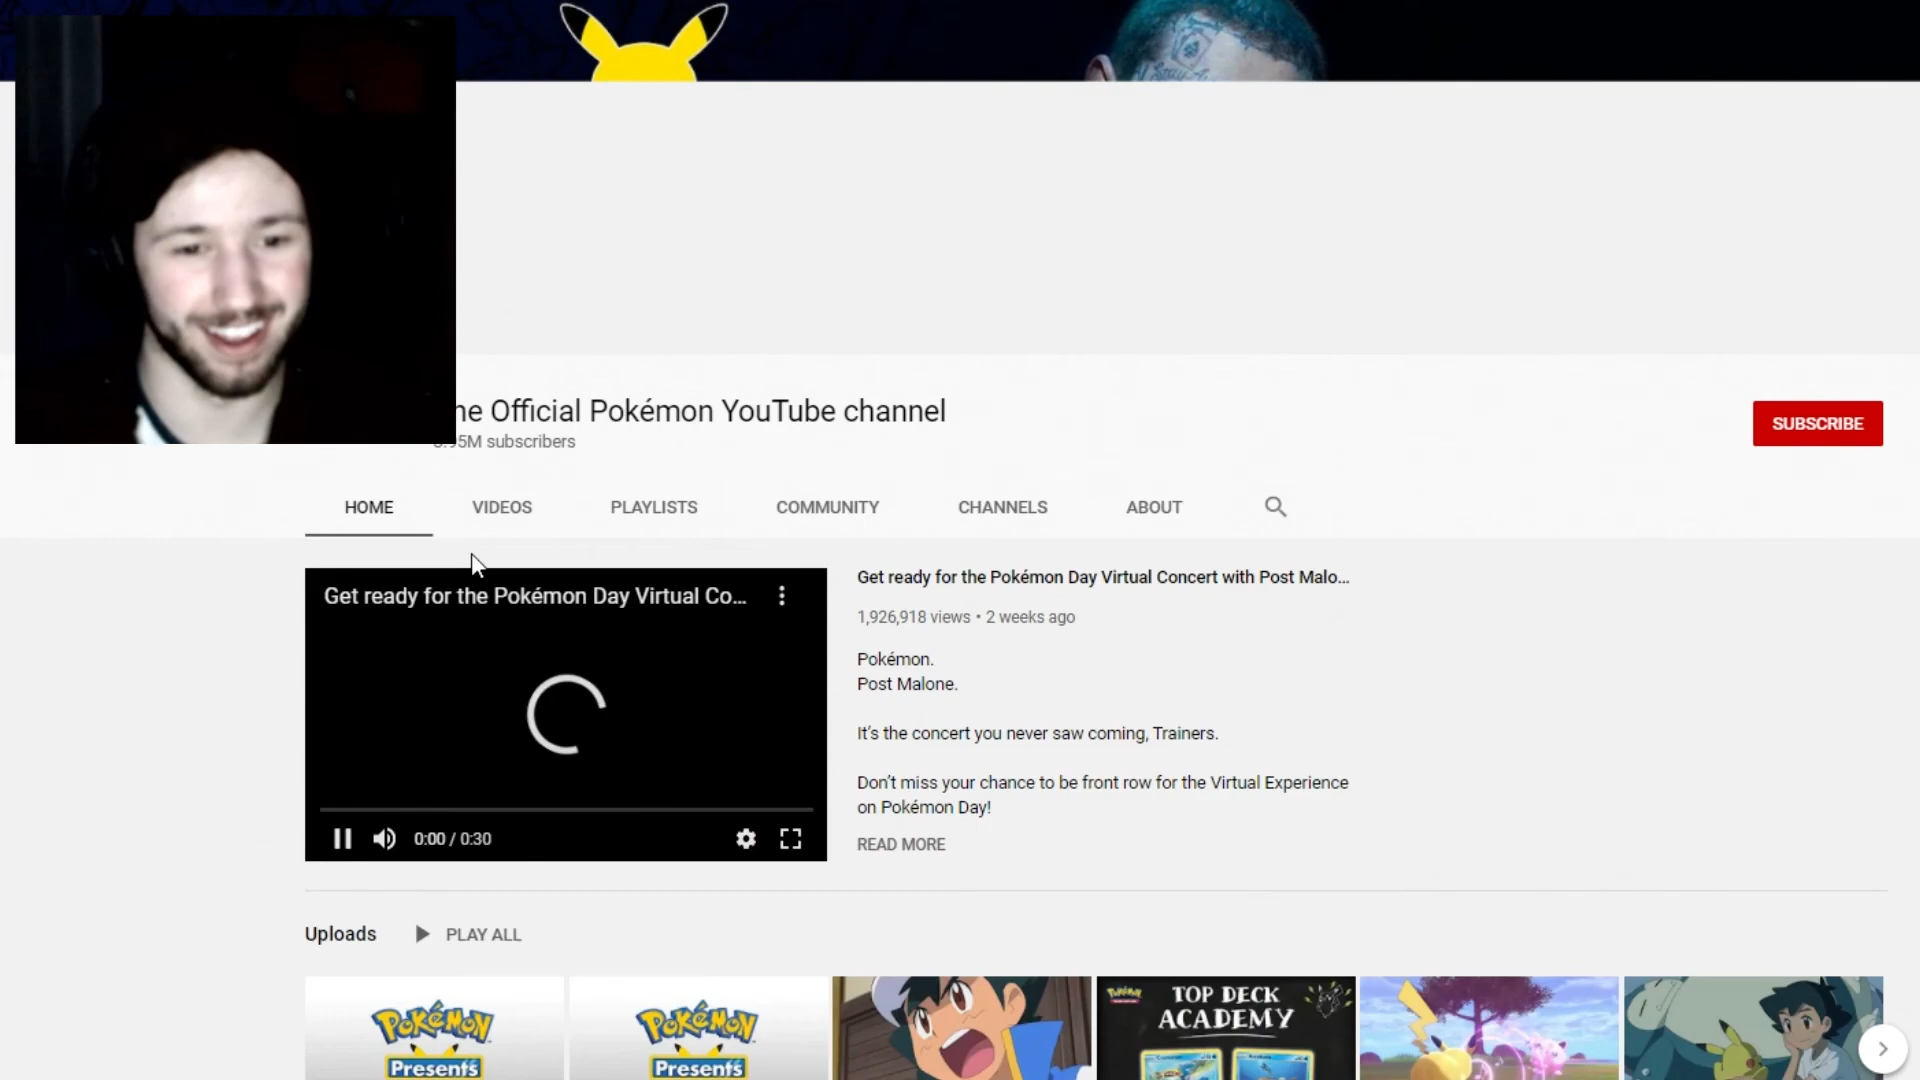 he Official Pokémon YouTube channel
SUBSCRIBE
95M subscribers
HOME
VIDEOS
PLAYLISTS
COMMUNITY
CHANNELS
ABOUT
Get ready for the Pokémon Day Virtual Co...
Get ready for the Pokémon Day Virtual Concert with Post Malo...
1,926,918 views • 2 weeks ago
Pokémon.
Post Malone.
It's the concert you never saw coming, Trainers.
Don't miss your chance to be front row for the Virtual Experience
on Pokémon Day!
READ MORE
0:00 / 0:30
Uploads
PLAY ALL
POKéMON
Presents
POKéMON
Presents
TOP DECK
ACADEMY